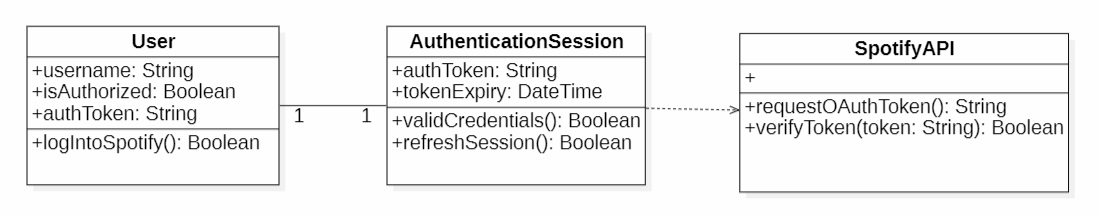 User
+username: String
+isAuthorized: Boolean
+authToken: String
+logIntoSpotify(): Boolean
1
1
AuthenticationSession
+authToken: String
+tokenExpiry: DateTime
+validCredentials(): Boolean
+refreshSession(): Boolean
SpotifyAPI
+
+requestOAuthToken(): String
+verifyToken(token: String): Boolean